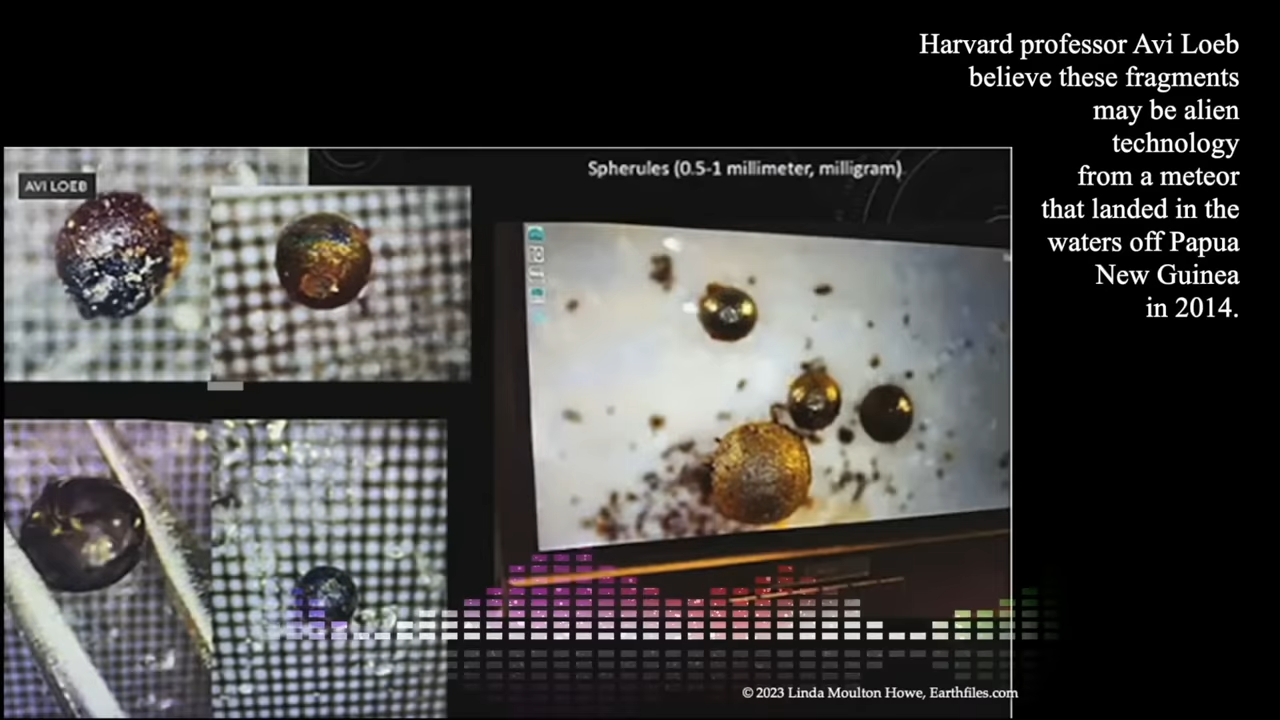 Harvard professor Avi Loeb
believe these fragments
may be alien
technology
from a meteor
that landed in the
waters off Papua
New Guinea
in 2014.
Spherules (0.5-1 millimeter, milligram)
AVI LOEB
© 2023 Linda Moulton Howe, Earthfiles.com